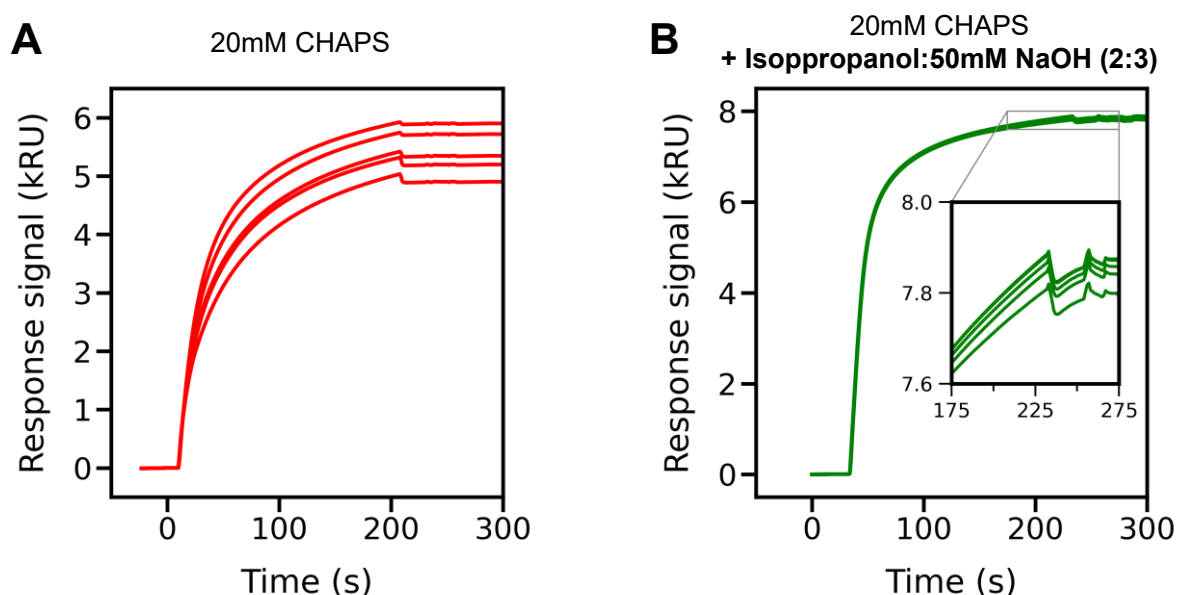 A
20mM CHAPS
Response signal (kRU)
6
5
4
3
2
1
0
0 100 200 300
Time (s)
B
20mM CHAPS
+ Isoppropanol:50mM NaOH (2:3)
Response signal (kRU)
8
6
4
2
0
8.0
7.8
7.6
175 225 275
0 100 200 300
Time (s)